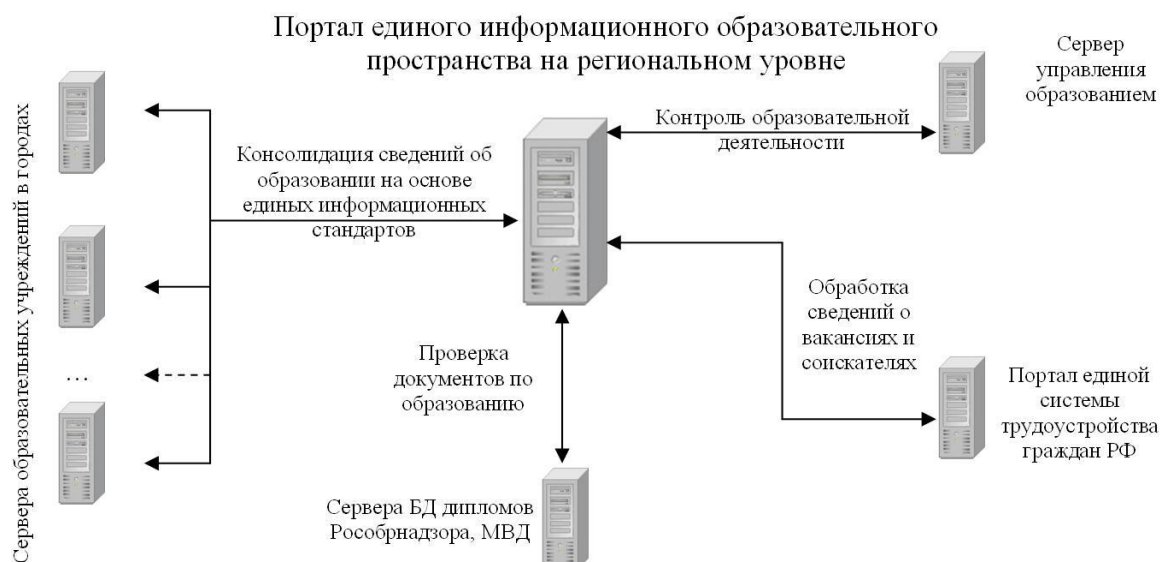 Портал единого информационного образовательного
пространства на региональном уровне
Сервера образовательных учреждений в городах
...
Консолидация сведений об
образовании на основе
единых информационных
стандартов
Контроль образовательной
деятельности
Сервер
управления
образованием
Обработка
сведений о
вакансиях и
соискателях
Портал единой
системы
трудоустройства
граждан РФ
Проверка
документов по
образованию
Сервера БД дипломов
Рособрнадзора, МВД